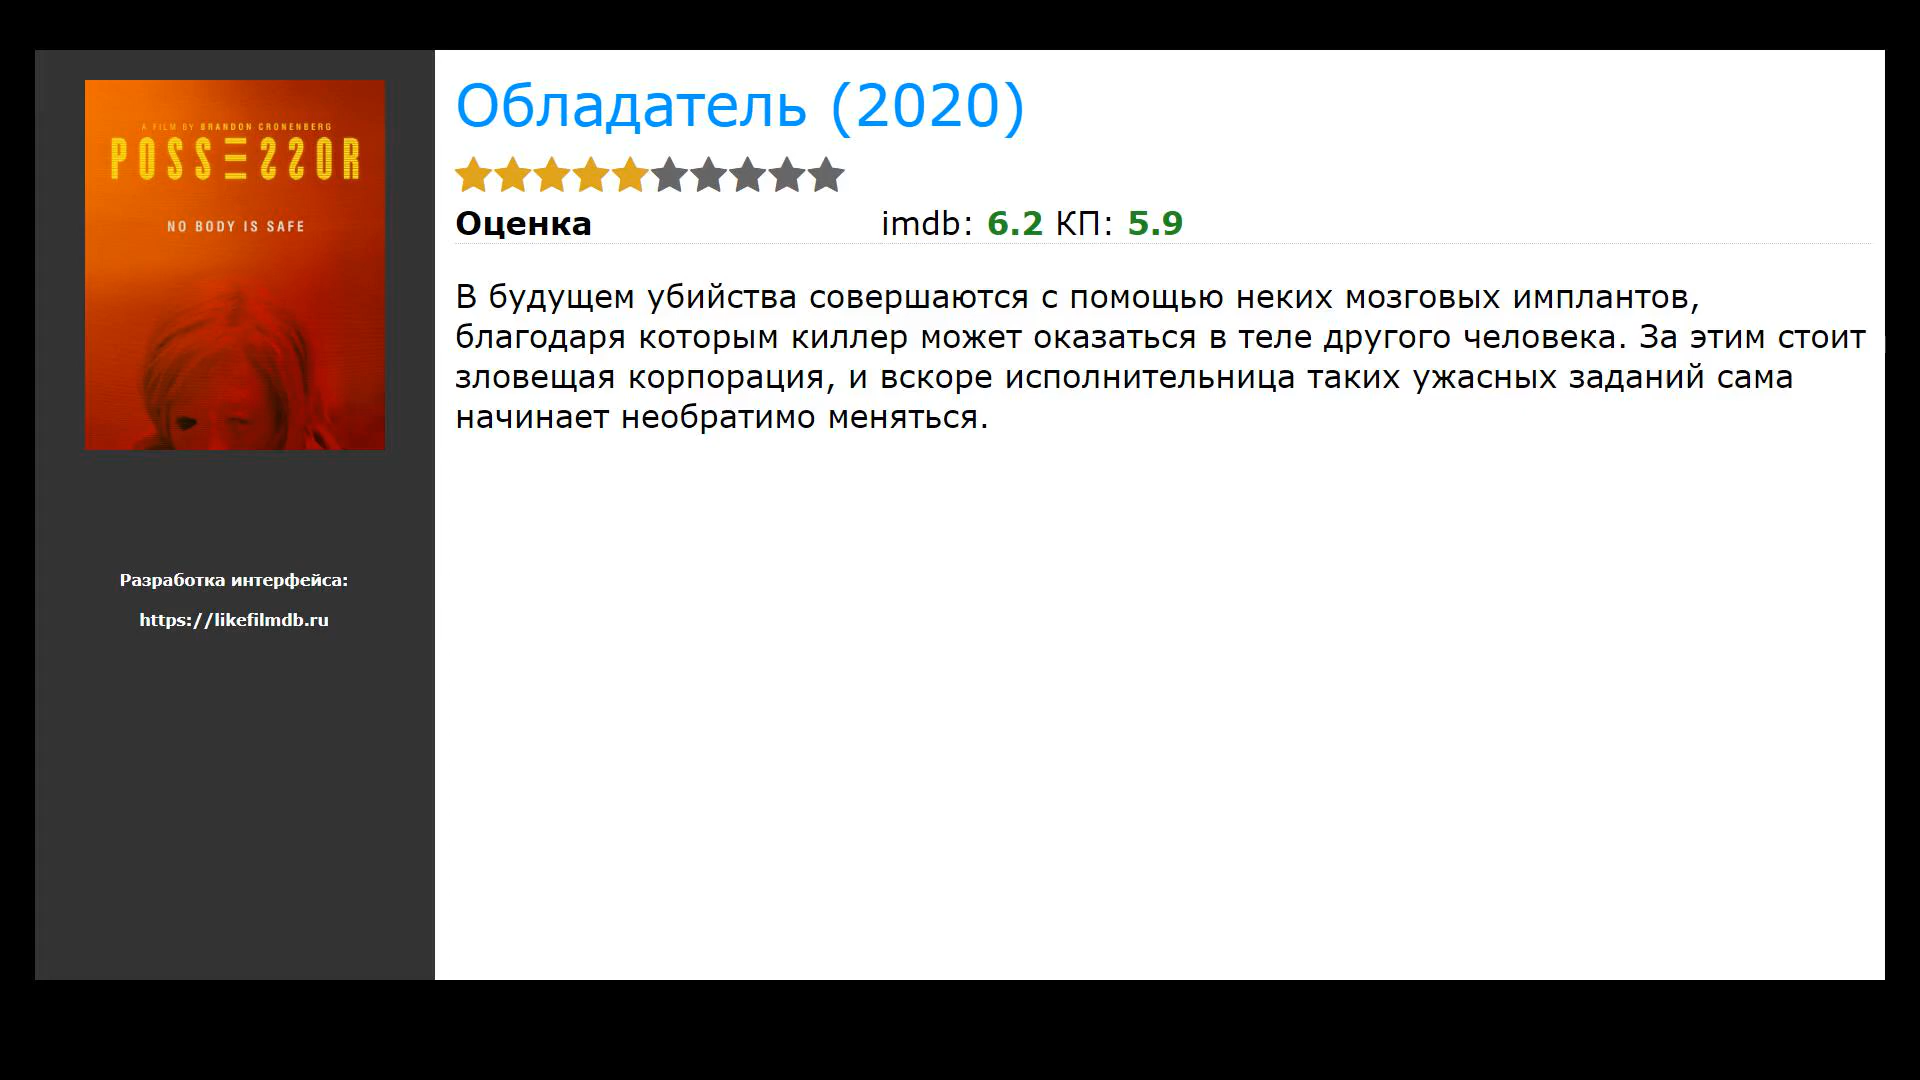 A FILM BY BRANDON CRONENBERG
POSSESSOR
NO BODY IS SAFE
Разработка интерфейса:
https://likefilmdb.ru
Обладатель (2020)
Оценка imdb: 6.2 КП: 5.9
В будущем убийства совершаются с помощью неких мозговых имплантов,
благодаря которым киллер может оказаться в теле другого человека. За этим стоит
зловещая корпорация, и вскоре исполнительница таких ужасных заданий сама
начинает необратимо меняться.